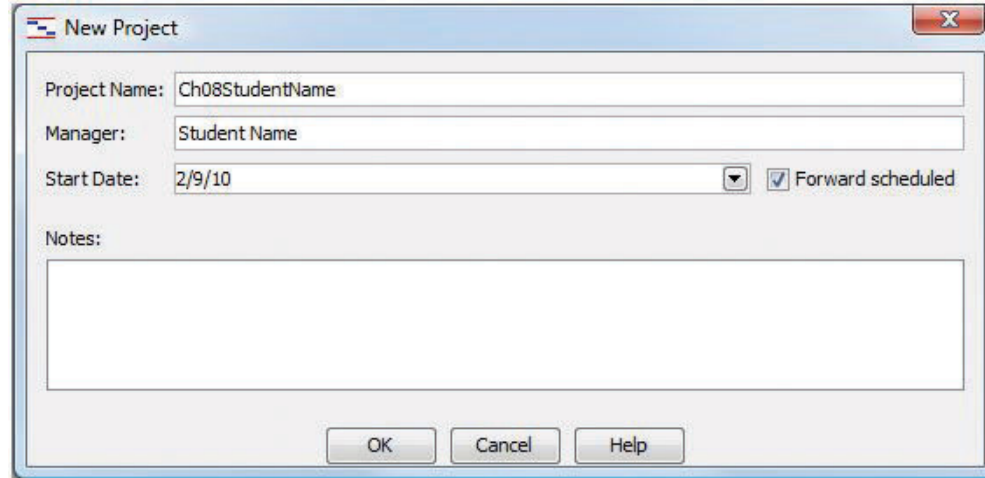 New Project
Project Name: Ch08StudentName
Manager: Student Name
Start Date: 2/9/10 Forward scheduled
Notes:
OK Cancel Help